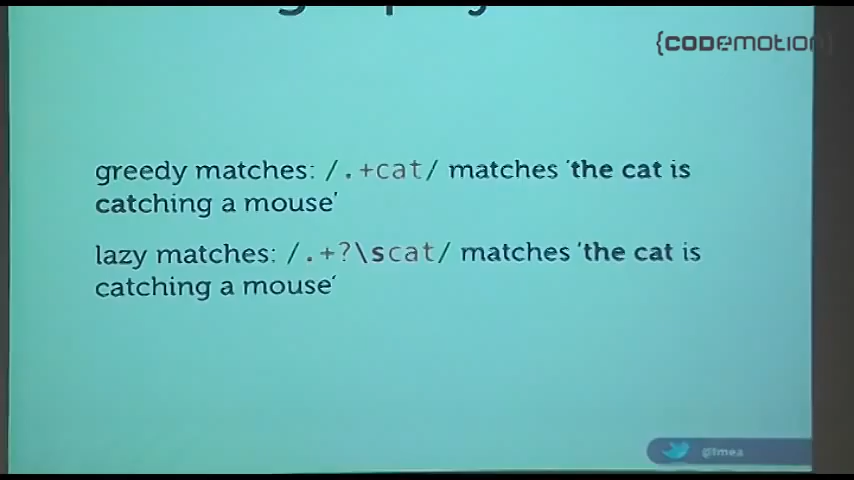 {CODEMOTION}
greedy matches: /.+cat/ matches 'the cat is
catching a mouse'
lazy matches: /.+?\scat/ matches 'the cat is
catching a mouse'
@lmea